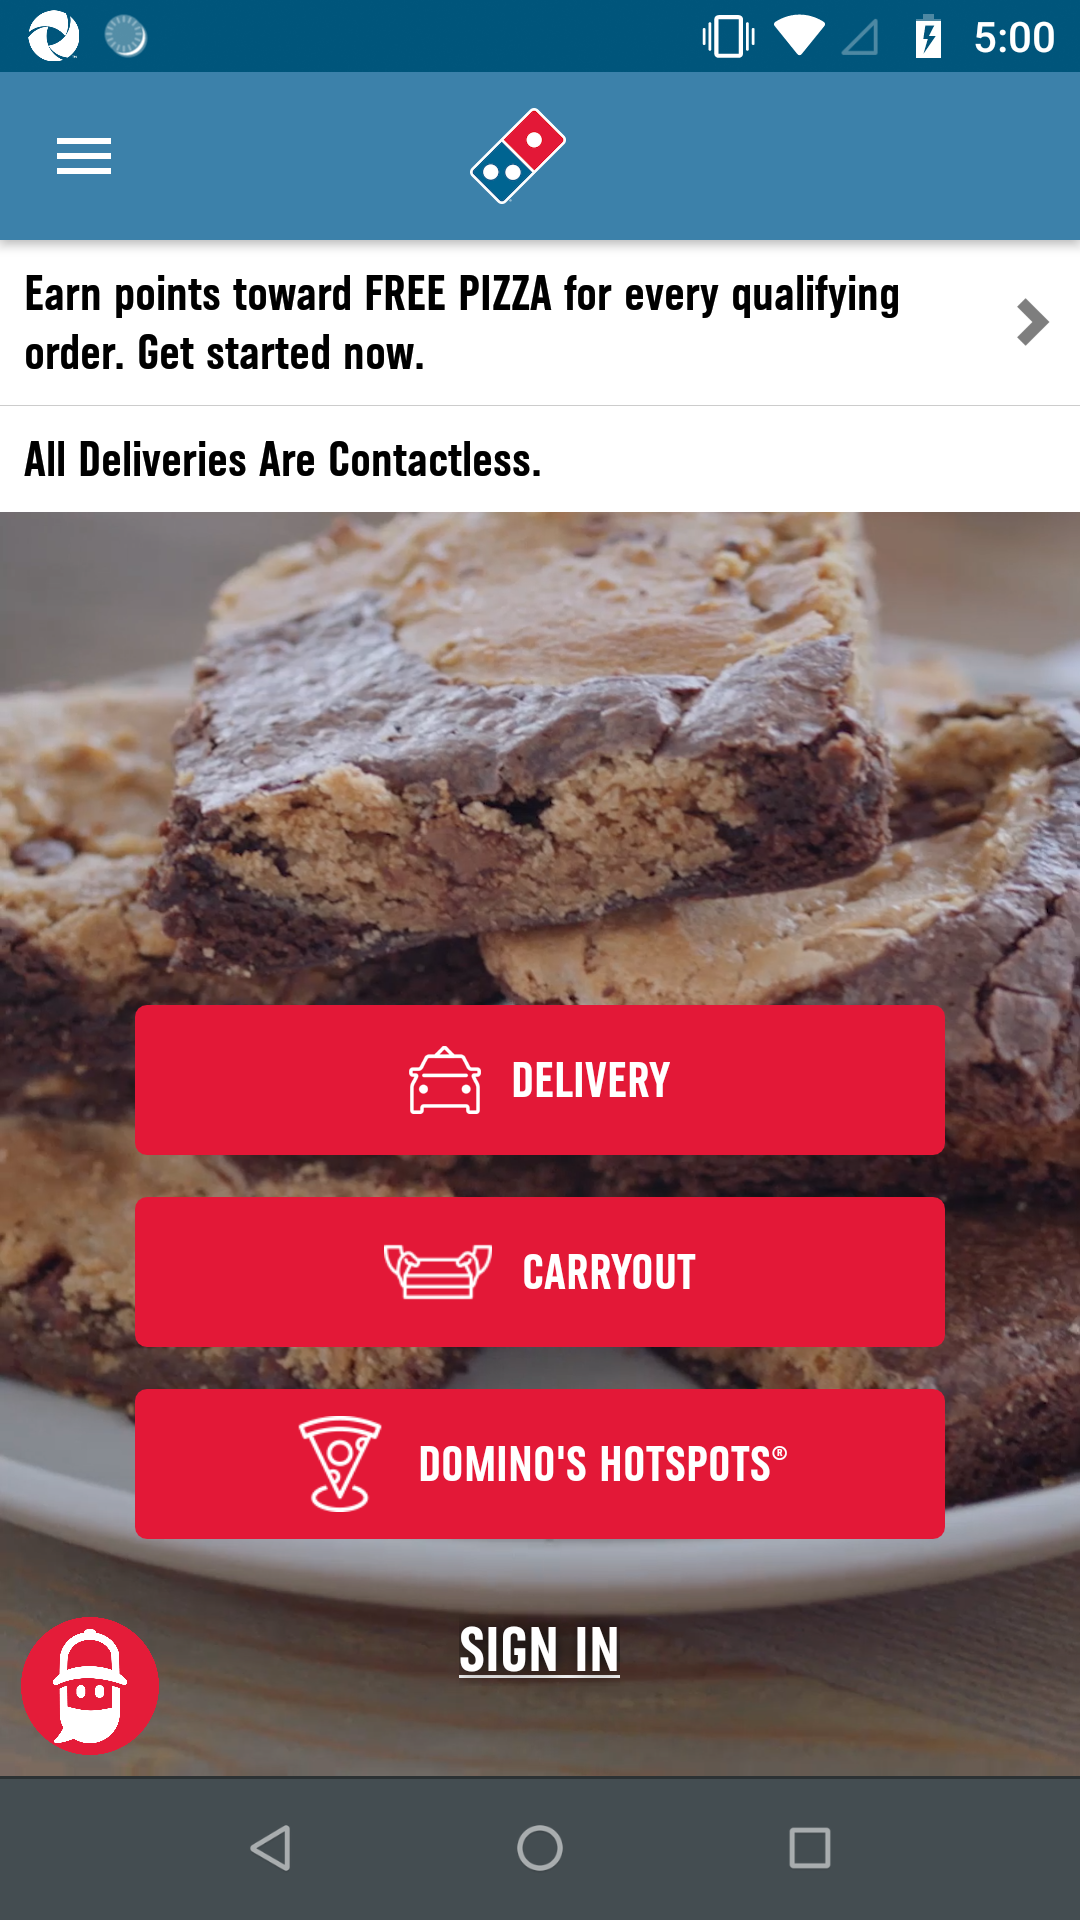 5:00
Earn points toward FREE PIZZA for every qualifying
order. Get started now.
All Deliveries Are Contactless.
DELIVERY
CARRYOUT
DOMINO'S HOTSPOTS®
SIGN IN